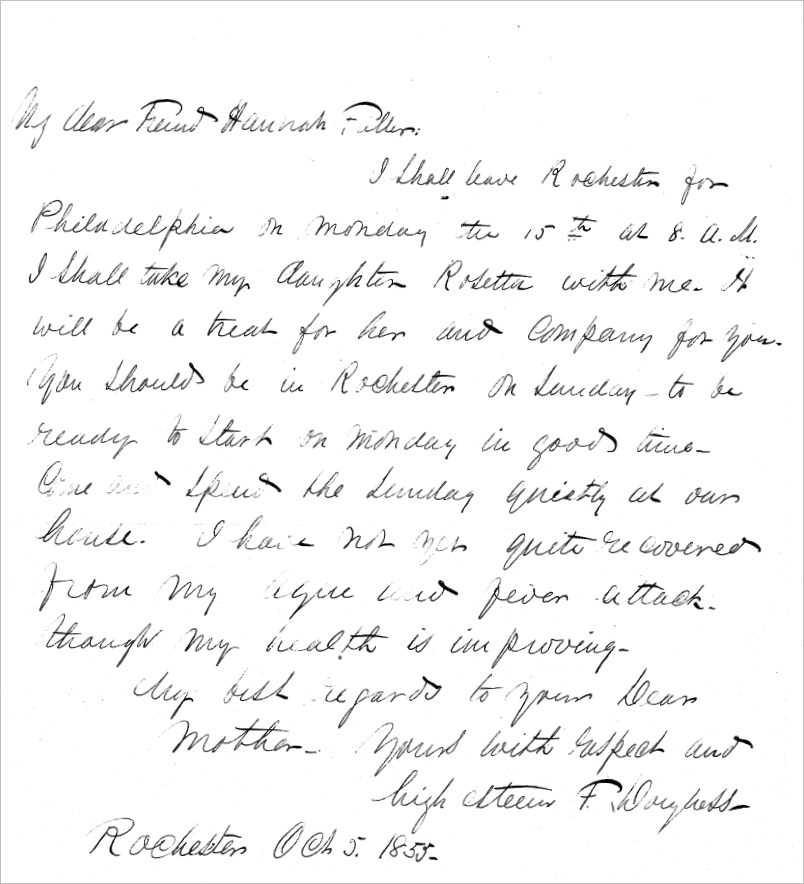 My dear Friend Hannah Fuller:
I shall leave Rochester for
Philadelphia on Monday the 15th at 8. A.M.
I shall take my daughter Rosetta with me. It
will be a treat for her and Company for you.
You should be in Rochester on Sunday – to be
ready to start on Monday in good time –
Come and Spend the Sunday quietly at our
house. I have not yet quite recovered
from my ague and fever attack.
though my health is improving –
My best regards to your Dear
Mother – Yours with respect and
high esteem F. Douglass –
Rochester Oct 5. 1855 –